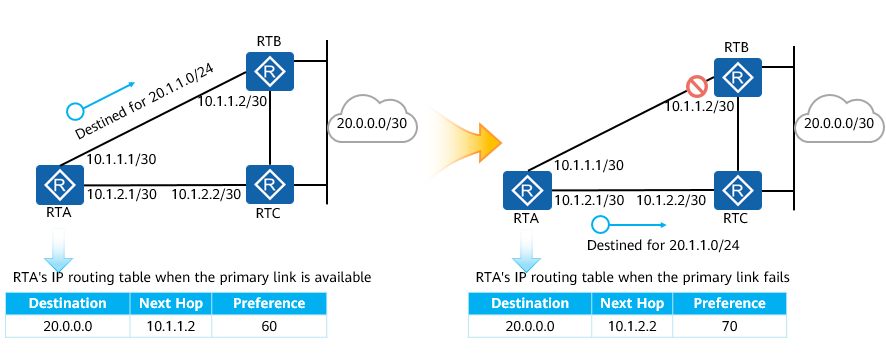 RTB
Destined for 20.1.1.0/24
10.1.1.2/30
20.0.0.0/30
10.1.1.1/30
R
R
R
10.1.2.1/30
10.1.2.2/30
RTA
RTC
RTA's IP routing table when the primary link is available
Destination Next Hop Preference
20.0.0.0 10.1.1.2 60
RTB
10.1.1.2/30
20.0.0.0/30
10.1.1.1/30
R
R
R
10.1.2.1/30
10.1.2.2/30
RTA
RTC
Destined for 20.1.1.0/24
RTA's IP routing table when the primary link fails
Destination Next Hop Preference
20.0.0.0 10.1.2.2 70